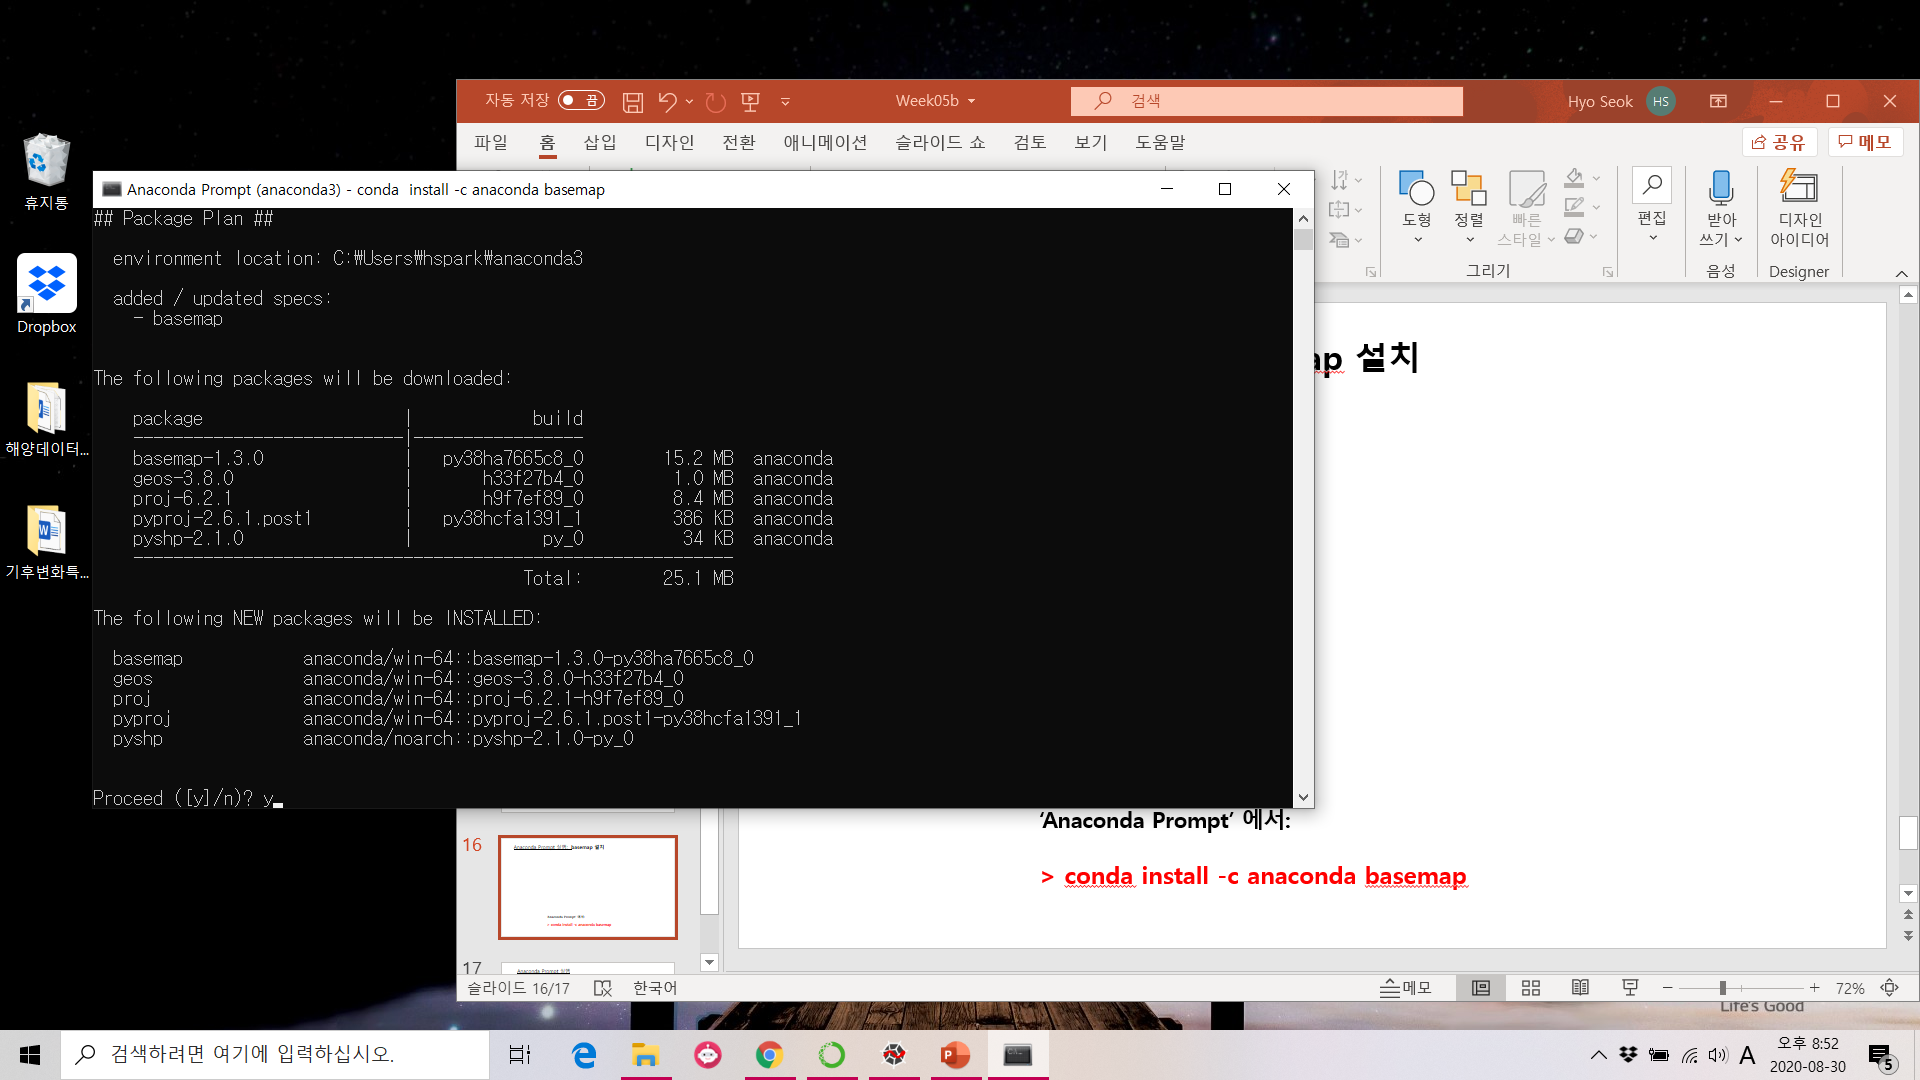 자동 저장 끔
Week05b
검색
Hyo Seok HS
파일 홈 삽입 디자인 전환 애니메이션 슬라이드 쇼 검토 보기 도움말
공유 메모
도형
정렬
빠른
스타일
편집
받아
쓰기
디자인
아이디어
그리기
음성
Designer
휴지통
Dropbox
해양데이터...
기후변화특...
Anaconda Prompt (anaconda3) - conda  install -c anaconda basemap
## Package Plan ##
environment location: C:₩Users₩hspark₩anaconda3
added / updated specs:
- basemap
The following packages will be downloaded:
package | build
---------------------------|-----------------
basemap-1.3.0 | py38ha7665c8_0 15.2 MB anaconda
geos-3.8.0 | h33f27b4_0 1.0 MB anaconda
proj-6.2.1 | h9f7ef89_0 8.4 MB anaconda
pyproj-2.6.1.post1 | py38hcfa1391_1 386 KB anaconda
pyshp-2.1.0 | py_0 34 KB anaconda
------------------------------------------------------------
Total: 25.1 MB
The following NEW packages will be INSTALLED:
basemap anaconda/win-64::basemap-1.3.0-py38ha7665c8_0
geos anaconda/win-64::geos-3.8.0-h33f27b4_0
proj anaconda/win-64::proj-6.2.1-h9f7ef89_0
pyproj anaconda/win-64::pyproj-2.6.1.post1-py38hcfa1391_1
pyshp anaconda/noarch::pyshp-2.1.0-py_0
Proceed ([y]/n)? y
ap 설치
‘Anaconda Prompt’ 에서:
> conda install -c anaconda basemap
16
basemap 설치
> conda install -c anaconda basemap
17
Anaconda Prompt
슬라이드 16/17
한국어
메모
72%
Life's Good
검색하려면 여기에 입력하십시오.
A
오후 8:52
2020-08-30
5